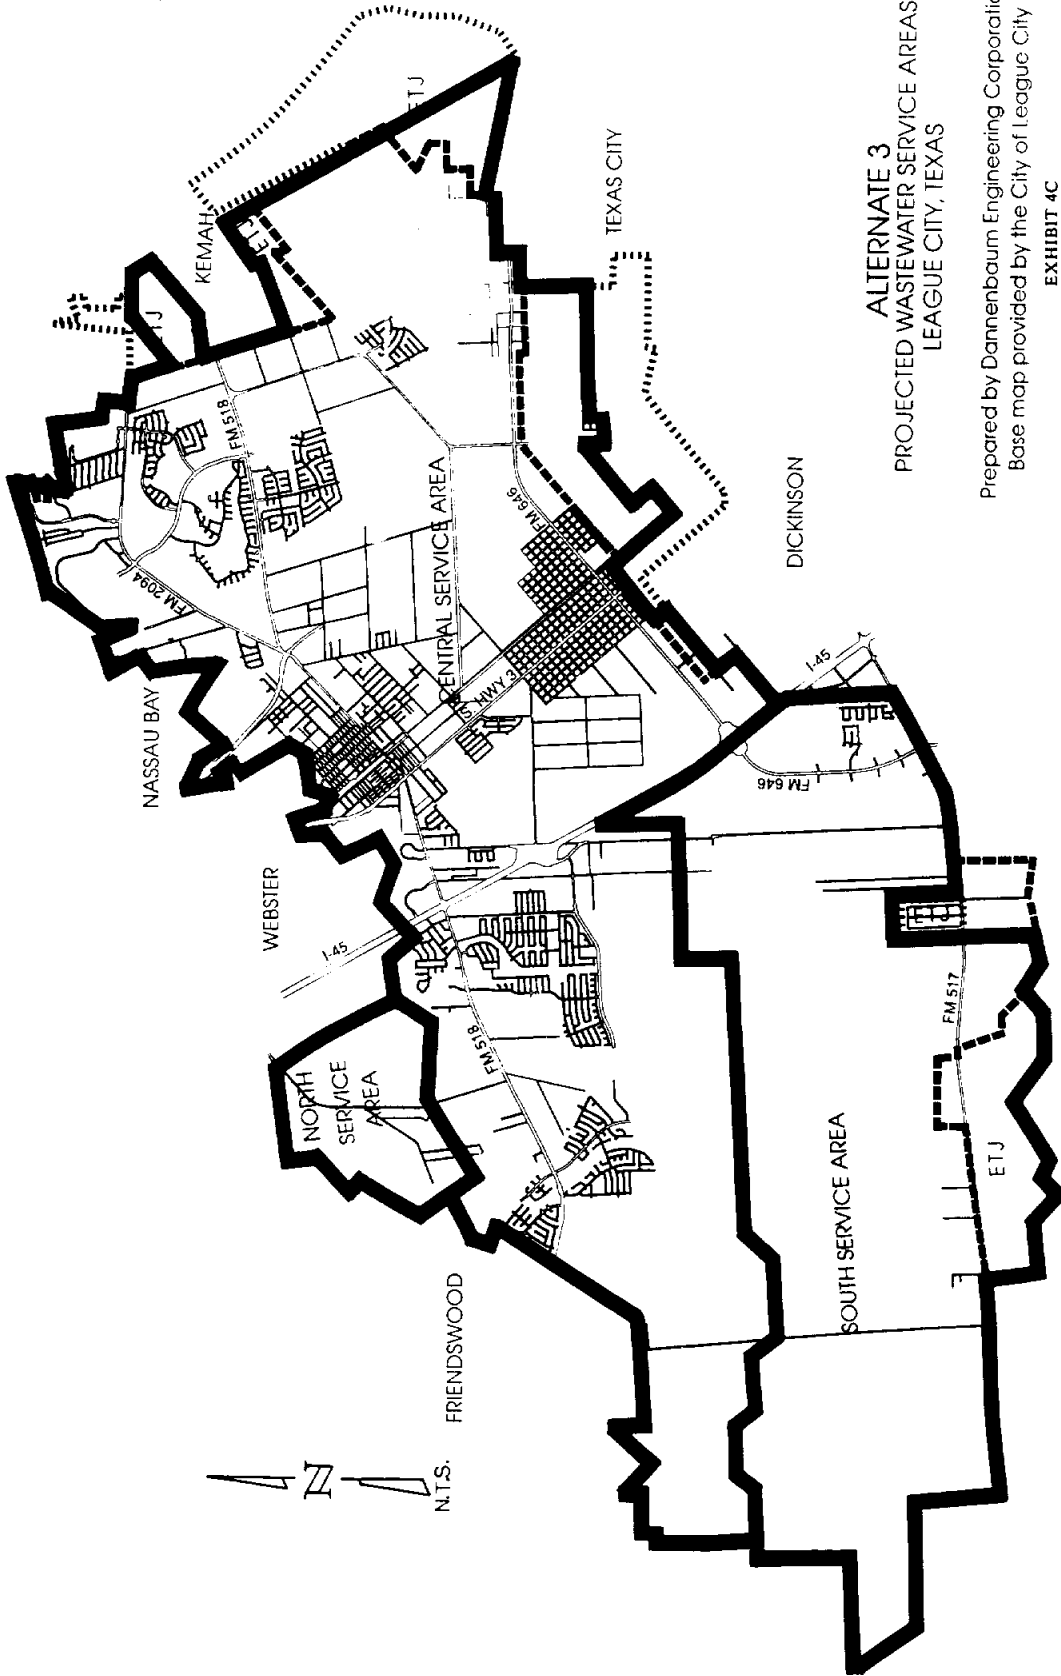 KEMAH
ETJ
ETJ
TEXAS CITY
FM 518
FM 2094
FM 646
CENTRAL SERVICE AREA
S. HWY 3
NASSAU BAY
DICKINSON
I-45
FM 646
WEBSTER
I-45
FM 518
NORTH
SERVICE
AREA
FM 517
ETJ
ETJ
SOUTH SERVICE AREA
FRIENDSWOOD
N
N.T.S.
ALTERNATE 3
PROJECTED WASTEWATER SERVICE AREAS
LEAGUE CITY, TEXAS
Prepared by Dannenbaum Engineering Corporatio
Base map provided by the City of League City
EXHIBIT 4C